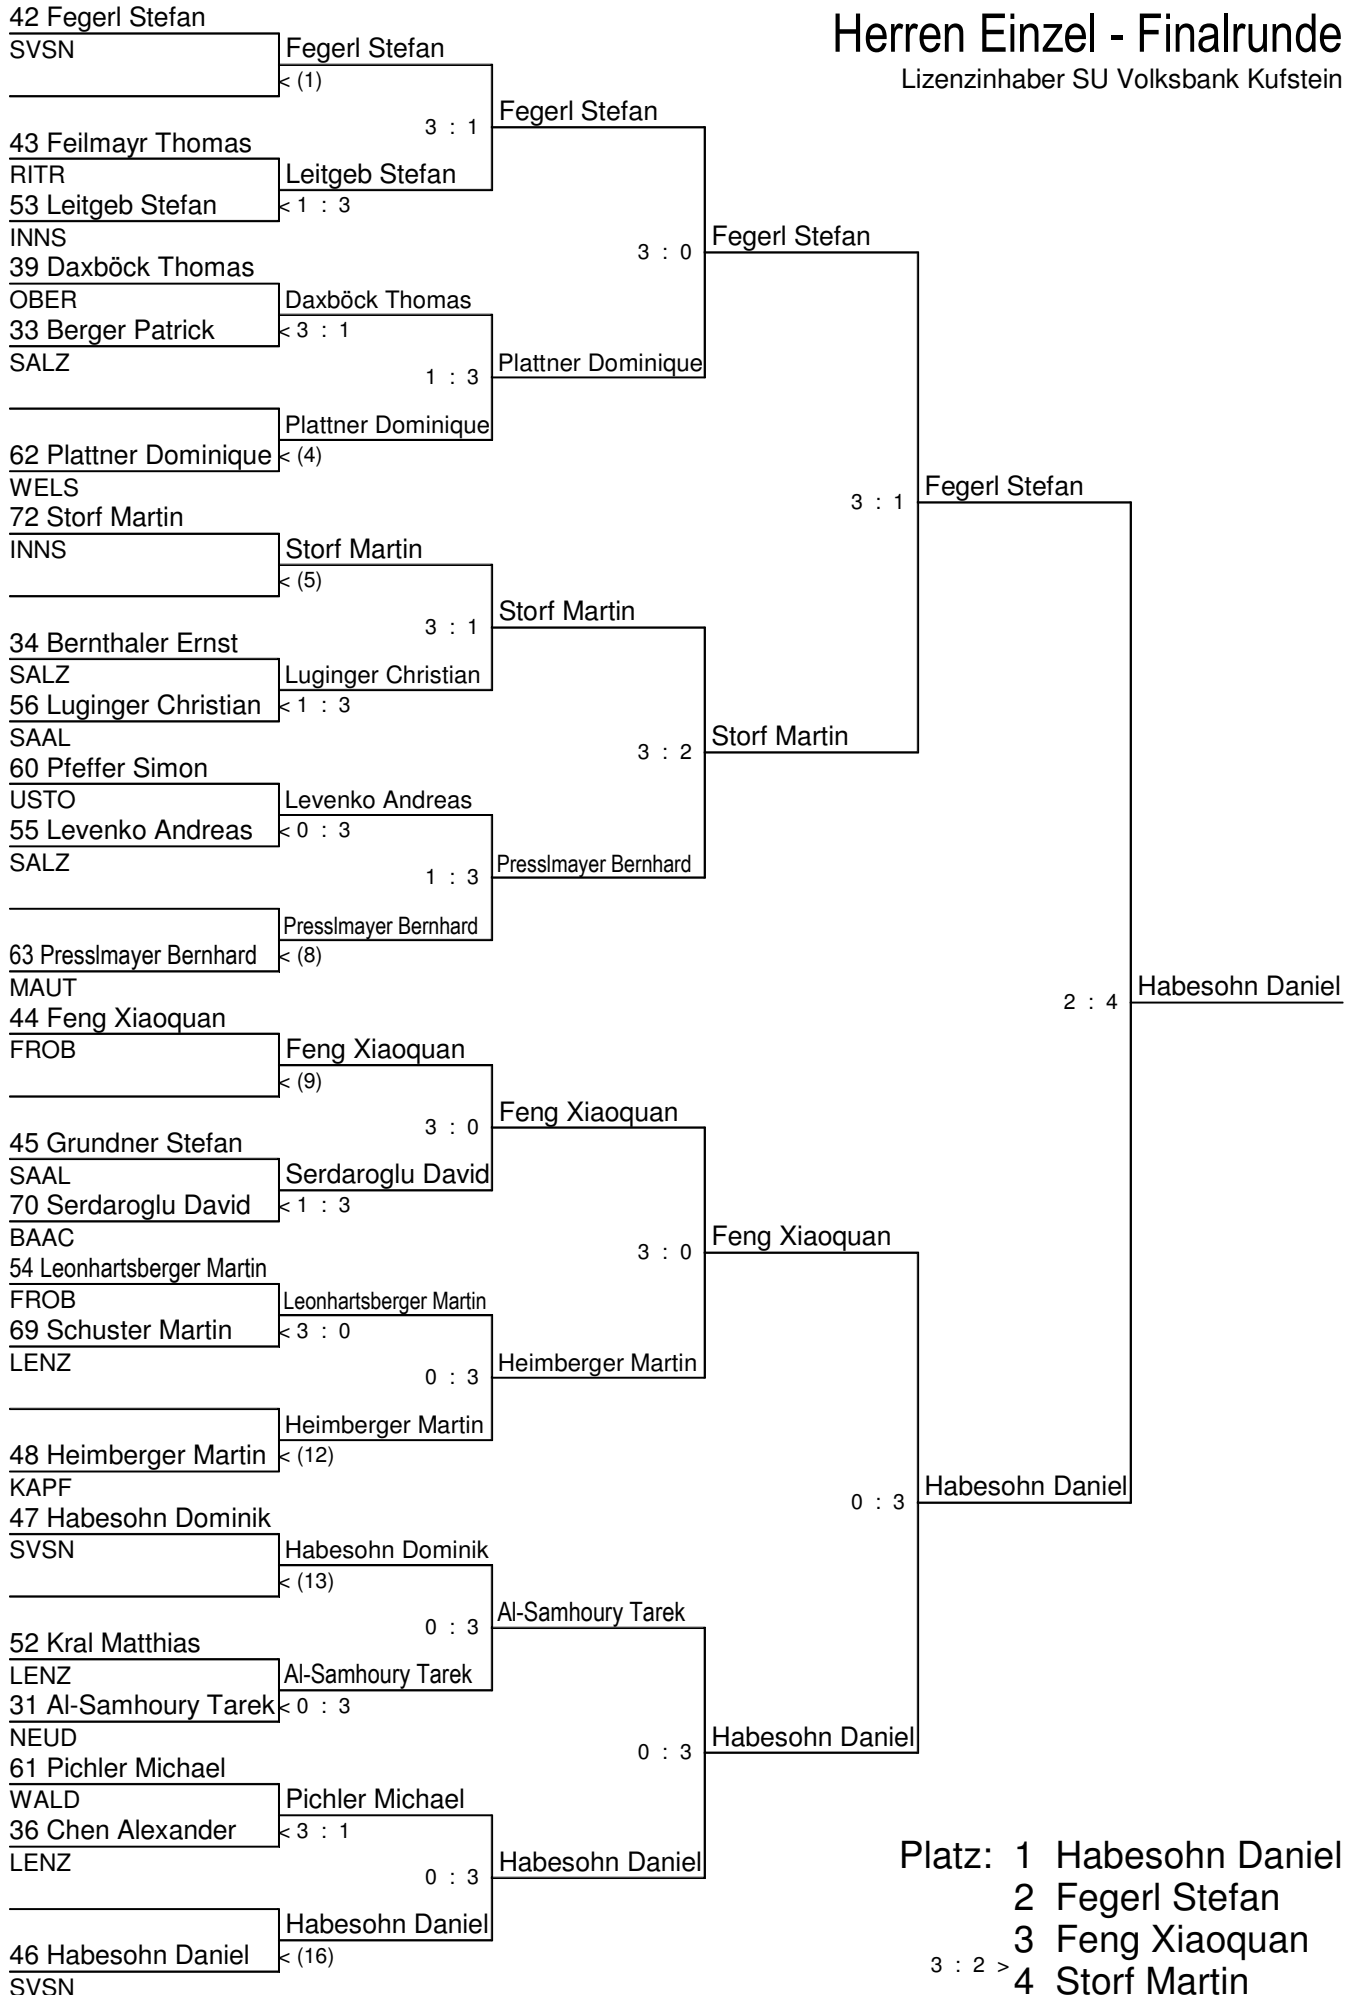 Herren Einzel - Finalrunde
Lizenzinhaber SU Volksbank Kufstein
42 Fegerl Stefan
SVSN
43 Feilmayr Thomas
RITR
53 Leitgeb Stefan
INNS
39 Daxböck Thomas
OBER
33 Berger Patrick
SALZ
62 Plattner Dominique
WELS
72 Storf Martin
INNS
34 Bernthaler Ernst
SALZ
56 Luginger Christian
SAAL
60 Pfeffer Simon
USTO
55 Levenko Andreas
SALZ
63 Presslmayer Bernhard
MAUT
44 Feng Xiaoquan
FROB
45 Grundner Stefan
SAAL
70 Serdaroglu David
BAAC
54 Leonhartsberger Martin
FROB
69 Schuster Martin
LENZ
48 Heimberger Martin
KAPF
47 Habesohn Dominik
SVSN
52 Kral Matthias
LENZ
31 Al-Samhoury Tarek
NEUD
61 Pichler Michael
WALD
36 Chen Alexander
LENZ
46 Habesohn Daniel
SVSN
Fegerl Stefan
< (1)
Leitgeb Stefan
< 1 : 3
Daxböck Thomas
< 3 : 1
Plattner Dominique
< (4)
Storf Martin
< (5)
Luginger Christian
< 1 : 3
Levenko Andreas
< 0 : 3
Presslmayer Bernhard
< (8)
Feng Xiaoquan
< (9)
Serdaroglu David
< 1 : 3
Leonhartsberger Martin
< 3 : 0
Heimberger Martin
< (12)
Habesohn Dominik
< (13)
Al-Samhoury Tarek
< 0 : 3
Pichler Michael
< 3 : 1
Habesohn Daniel
< (16)
Fegerl Stefan
3 : 1
Plattner Dominique
1 : 3
Storf Martin
3 : 1
Presslmayer Bernhard
1 : 3
Feng Xiaoquan
3 : 0
Heimberger Martin
0 : 3
Al-Samhoury Tarek
0 : 3
Habesohn Daniel
0 : 3
Fegerl Stefan
3 : 0
Storf Martin
3 : 2
Feng Xiaoquan
3 : 0
Habesohn Daniel
0 : 3
Fegerl Stefan
3 : 1
Habesohn Daniel
0 : 3
Habesohn Daniel
2 : 4
Platz: 1 Habesohn Daniel
2 Fegerl Stefan
3 Feng Xiaoquan
3 : 2 >
4 Storf Martin